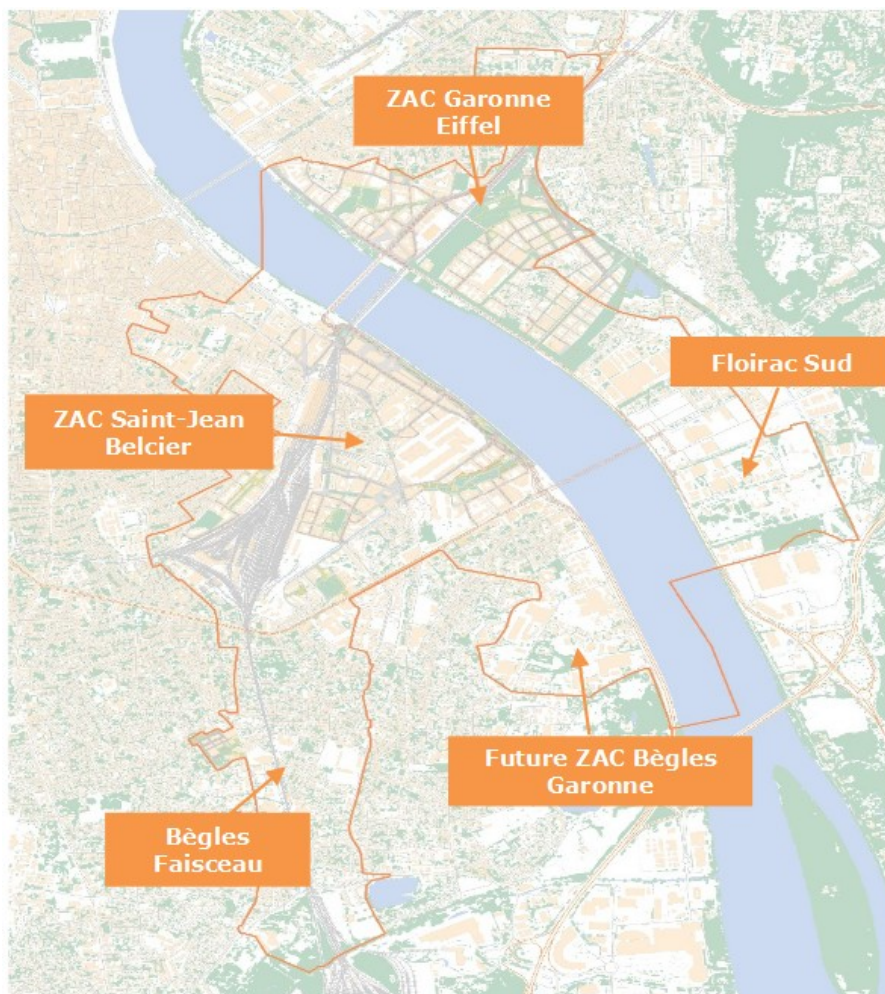 ZAC Garonne
Eiffel
Floirac Sud
ZAC Saint-Jean
Belcier
Future ZAC Bègles
Garonne
Bègles
Faisceau